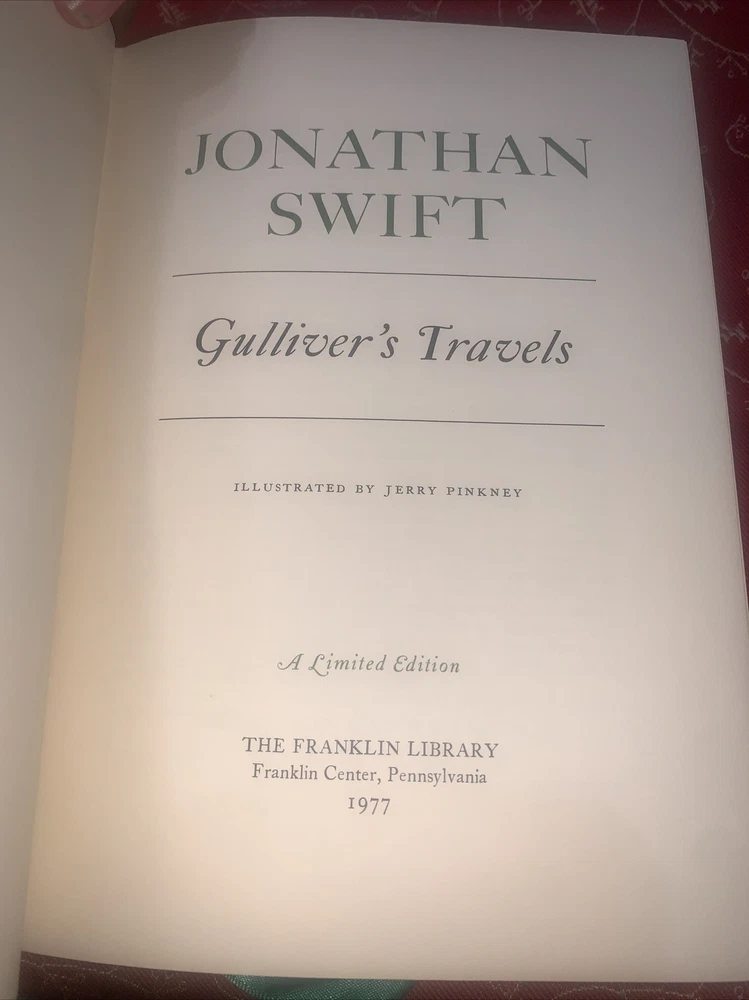 JONATHAN
SWIFT
Gulliver's Travels
ILLUSTRATED BY JERRY PINKNEY
A Limited Edition
THE FRANKLIN LIBRARY
Franklin Center, Pennsylvania
1977